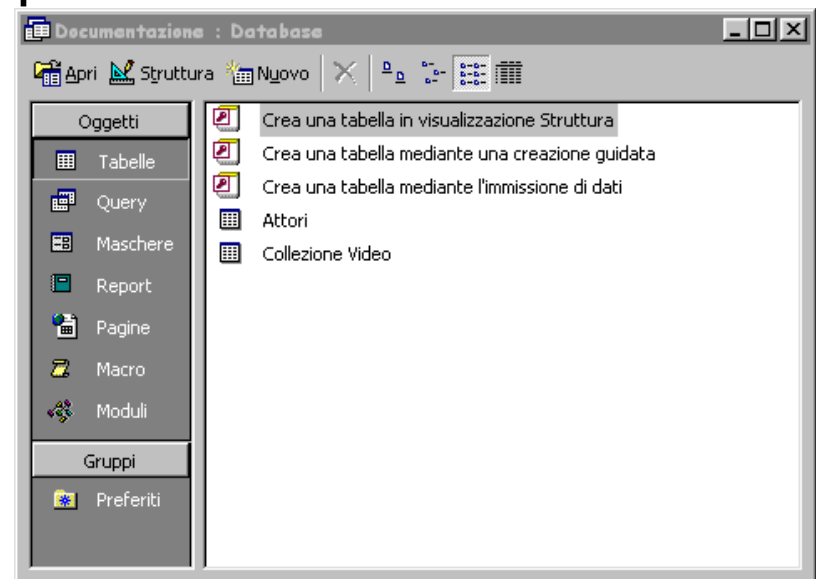 Documentazione : Database
Apri Struttura Nuovo
Oggetti
Tabelle
Query
Maschere
Report
Pagine
Macro
Moduli
Gruppi
Preferiti
Crea una tabella in visualizzazione Struttura
Crea una tabella mediante una creazione guidata
Crea una tabella mediante l'immissione di dati
Attori
Collezione Video